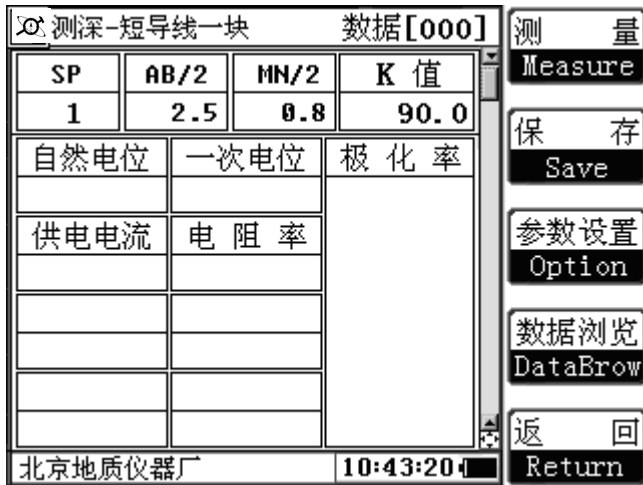 测深-短导线一块 数据[000]
SP AB/2 MN/2 K 值
1 2.5 0.8 90.0
自然电位 一次电位 极 化 率
供电电流 电 阻 率
北京地质仪器厂 10:43:20
测 量
Measure
保 存
Save
参数设置
Option
数据浏览
DataBrow
返 回
Return